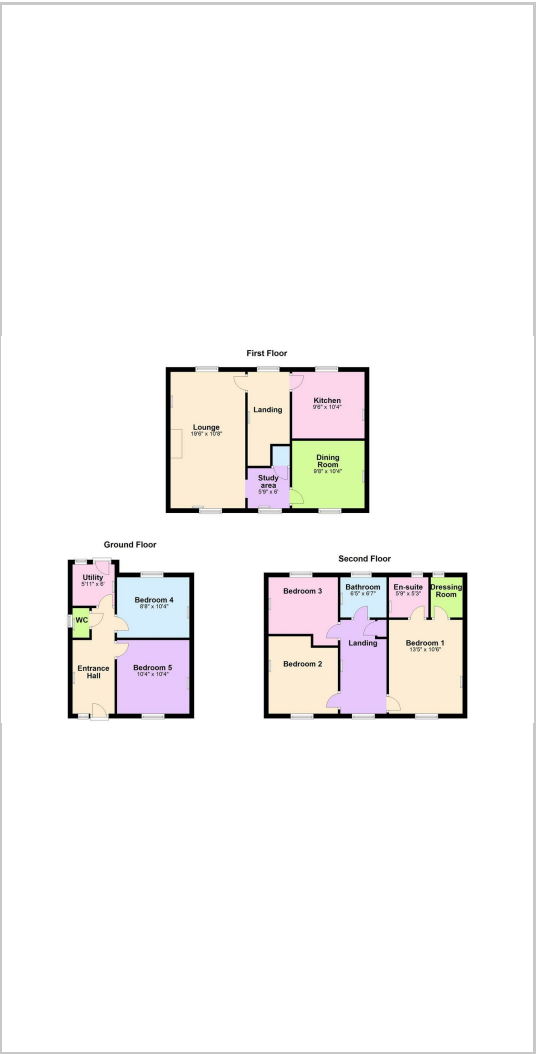 First Floor
Kitchen
9'6" x 10'4"
Landing
Lounge
19'6" x 10'8"
Dining
Room
9'8" x 10'4"
Study
area
5'9" x 6'
Ground Floor
Utility
5'11" x 6'
Bedroom 4
8'8" x 10'4"
WC
Entrance
Hall
Bedroom 5
10'4" x 10'4"
Second Floor
Bedroom 3
Bathroom
6'5" x 6'7"
En-suite
5'9" x 5'3"
Dressing
Room
Landing
Bedroom 1
13'5" x 10'6"
Bedroom 2